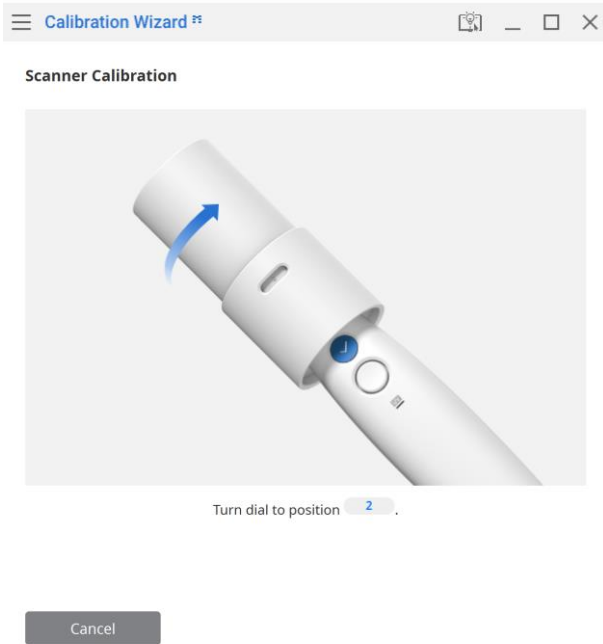 Calibration Wizard
Scanner Calibration
Turn dial to position 2 .
Cancel